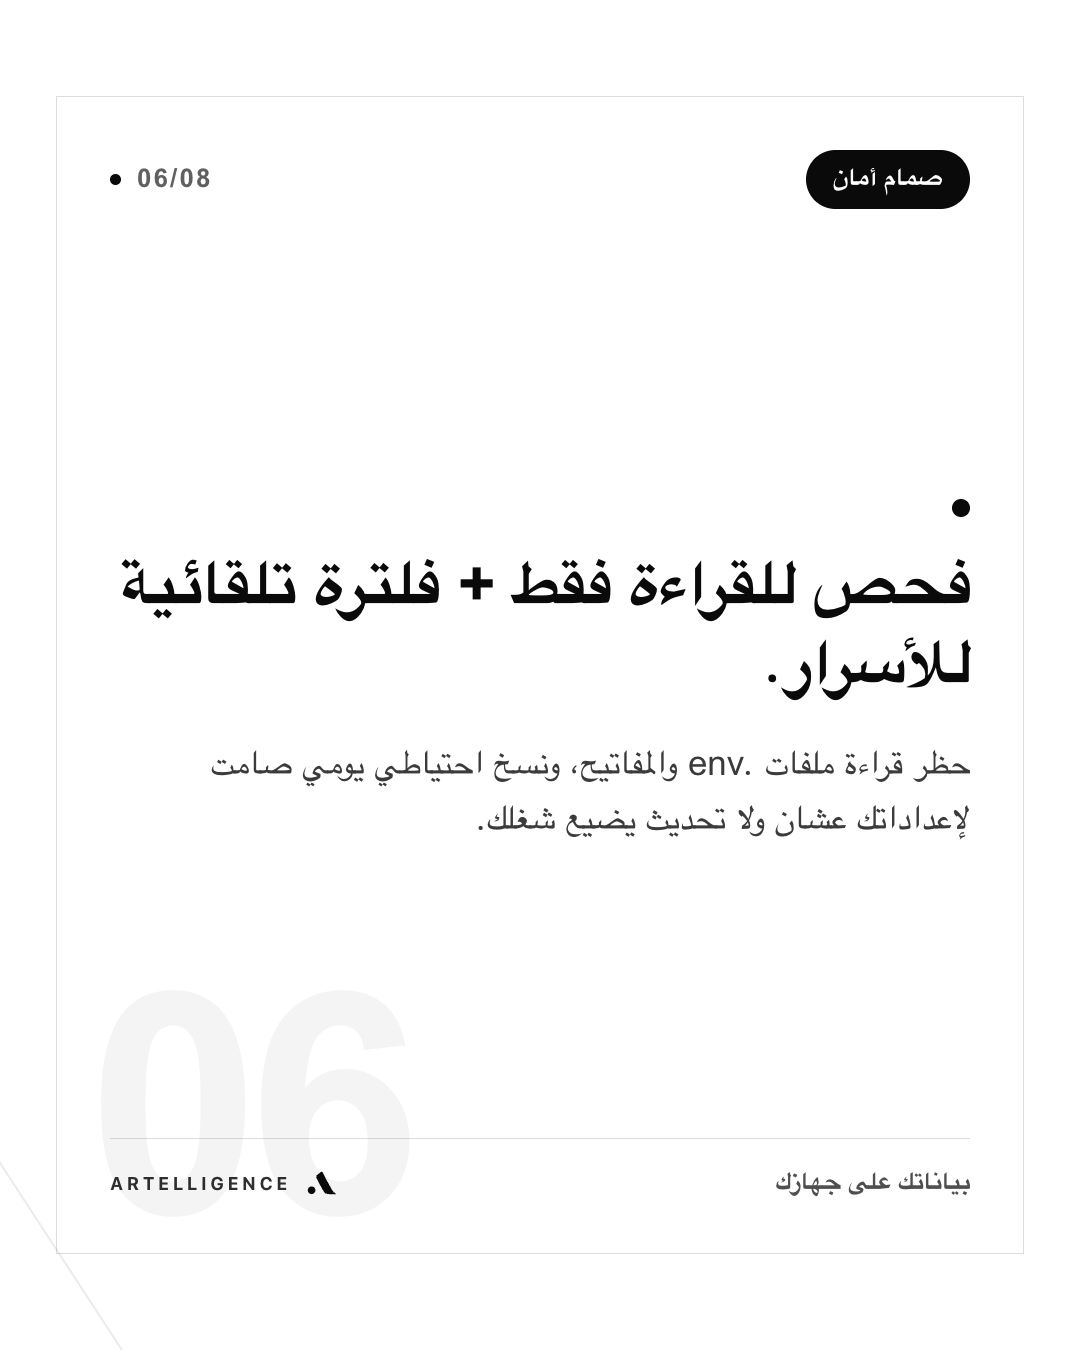 صمام أمان
06/08
فحص للقراءة فقط + فلترة تلقائية
للأسرار.
حظر قراءة ملفات .env والمفاتيح، ونسخ احتياطي يومي صامت
لإعداداتك عشان ولا تحديث يضيع شغلك.
06
بياناتك على جهازك
ARTELLIGENCE